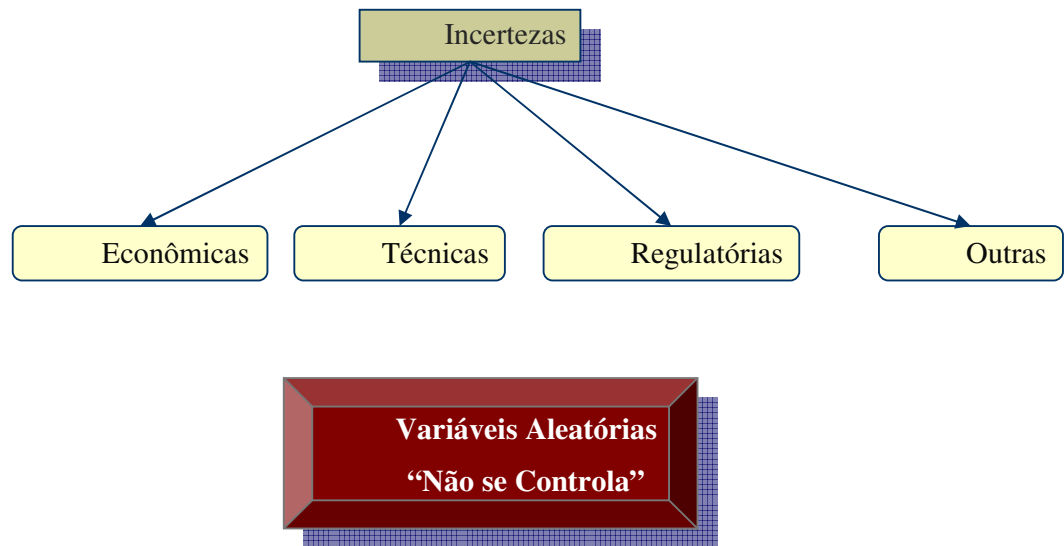 Incertezas
Econômicas
Técnicas
Regulatórias
Outras
Variáveis Aleatórias
“Não se Controla”